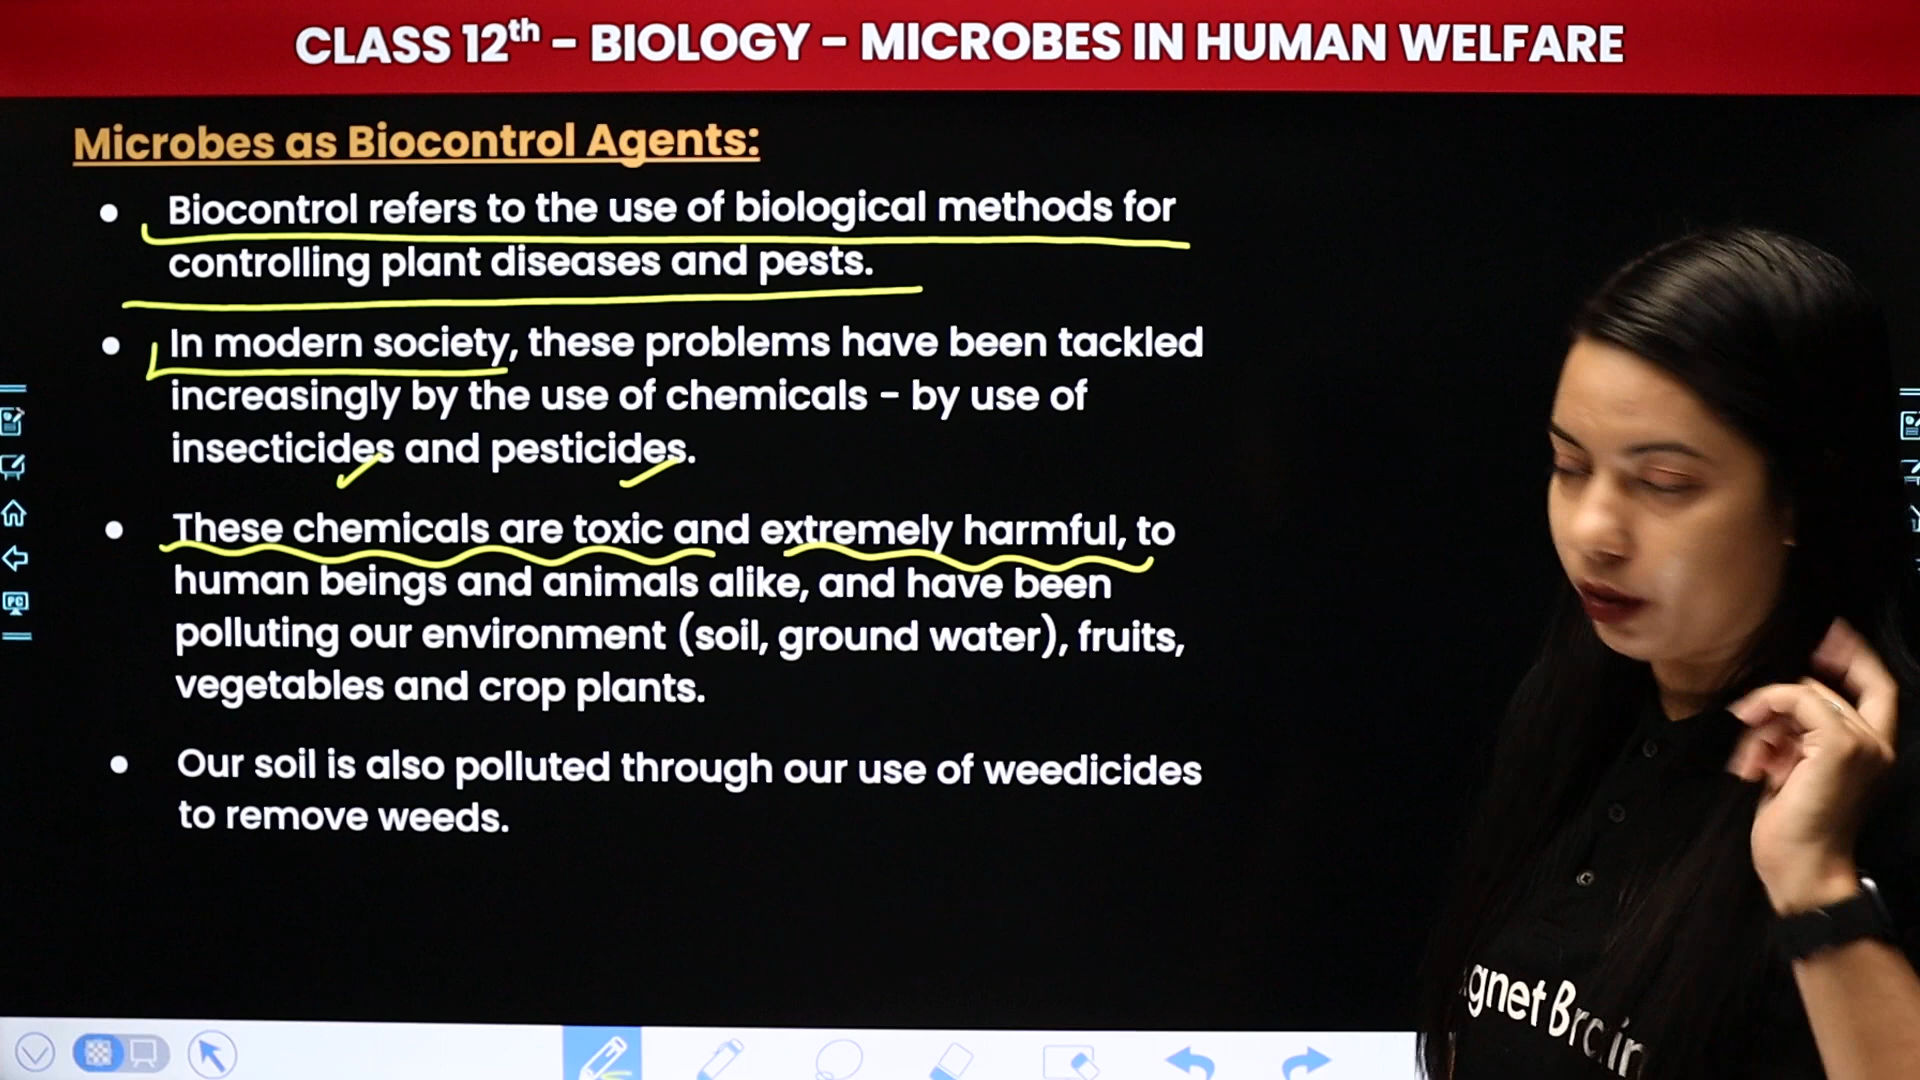 CLASS 12th - BIOLOGY - MICROBES IN HUMAN WELFARE
Microbes as Biocontrol Agents:
• Biocontrol refers to the use of biological methods for
controlling plant diseases and pests.
• In modern society, these problems have been tackled
increasingly by the use of chemicals - by use of
insecticides and pesticides.
• These chemicals are toxic and extremely harmful, to
human beings and animals alike, and have been
polluting our environment (soil, ground water), fruits,
vegetables and crop plants.
• Our soil is also polluted through our use of weedicides
to remove weeds.
PC
gnet Brain